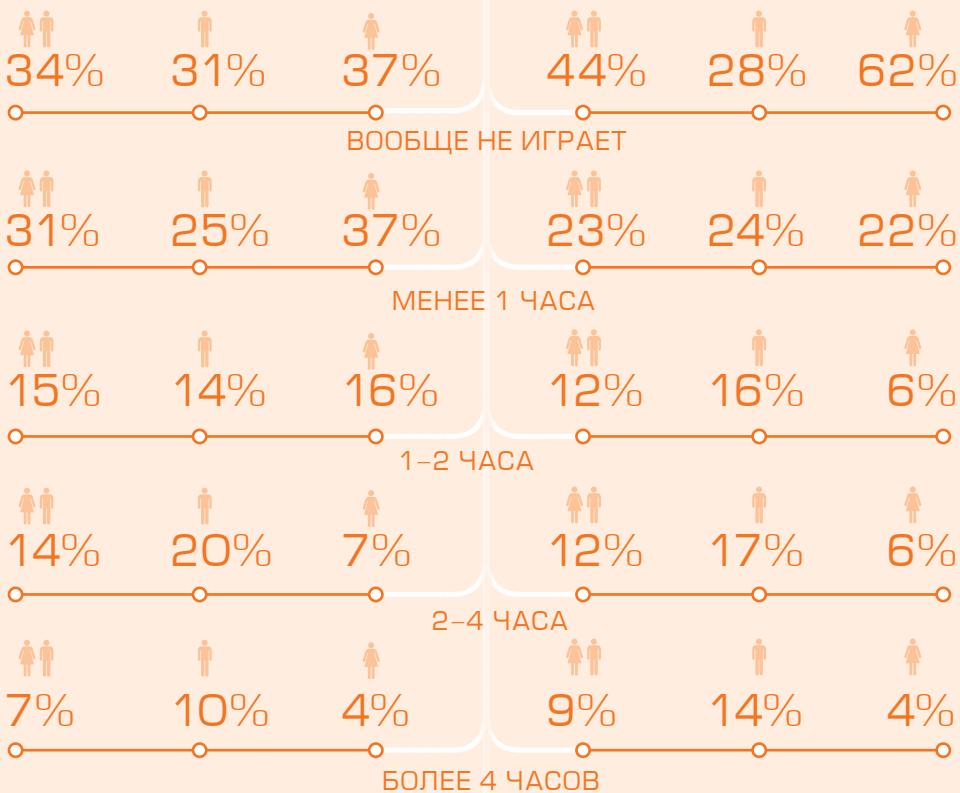 34% 31% 37% 44% 28% 62%
ВООБЩЕ НЕ ИГРАЕТ
31% 25% 37% 23% 24% 22%
МЕНЕЕ 1 ЧАСА
15% 14% 16% 12% 16% 6%
1–2 ЧАСА
14% 20% 7% 12% 17% 6%
2–4 ЧАСА
7% 10% 4% 9% 14% 4%
БОЛЕЕ 4 ЧАСОВ